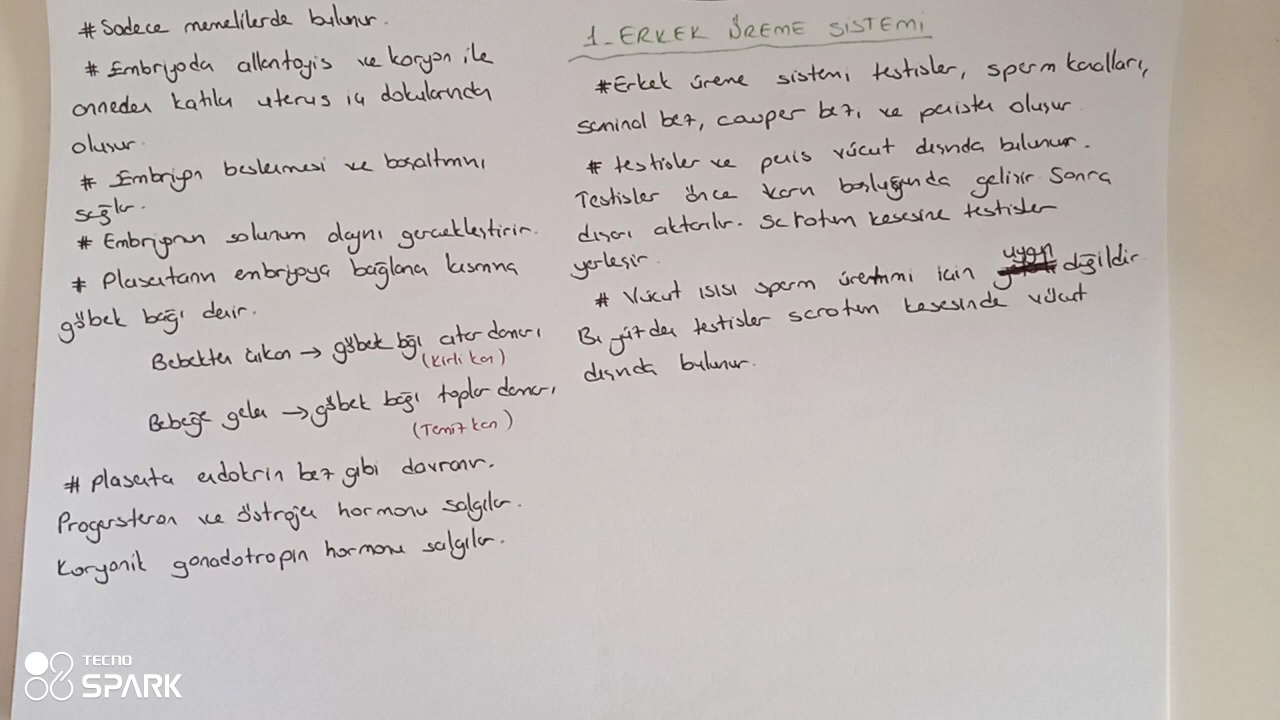 # Sadece memelilerde bulunur.
# Embriyoda allantoyis ve koryon ile
anneden katılan uterus iç dokularından
oluşur.
# Embriyon beslenmesi ve boşaltımını
sağlar.
# Embriyonun solunum olayını gerçekleştirir.
# Plasentanın embriyoya bağlanan kısmına
göbek bağı denir.
Bebekten çıkan → göbek bağı atar damarı
(kirli kan)
Bebeğe gelen → göbek bağı toplar damarı
(Temiz kan)
# plasenta endokrin bez gibi davranır.
Progesteron ve östrojen hormonu salgılar.
Koryonik gonadotropin hormonu salgılar.
1-ERKEK ÜREME SİSTEMİ
#Erkek üreme sistemi testisler, sperm kanalları,
seminal bez, cowper bezi ve penisten oluşur
# testisler ve penis vücut dışında bulunur.
Testisler önce karın boşluğunda gelişir sonra
dışarı aktarılır. scrotum kesesine testisler
yerleşir.
# Vücut ısısı sperm üretimi için uygun değildir
Bu yüzden testisler scrotum kesesinde vücut
dışında bulunur.
TECNO
SPARK